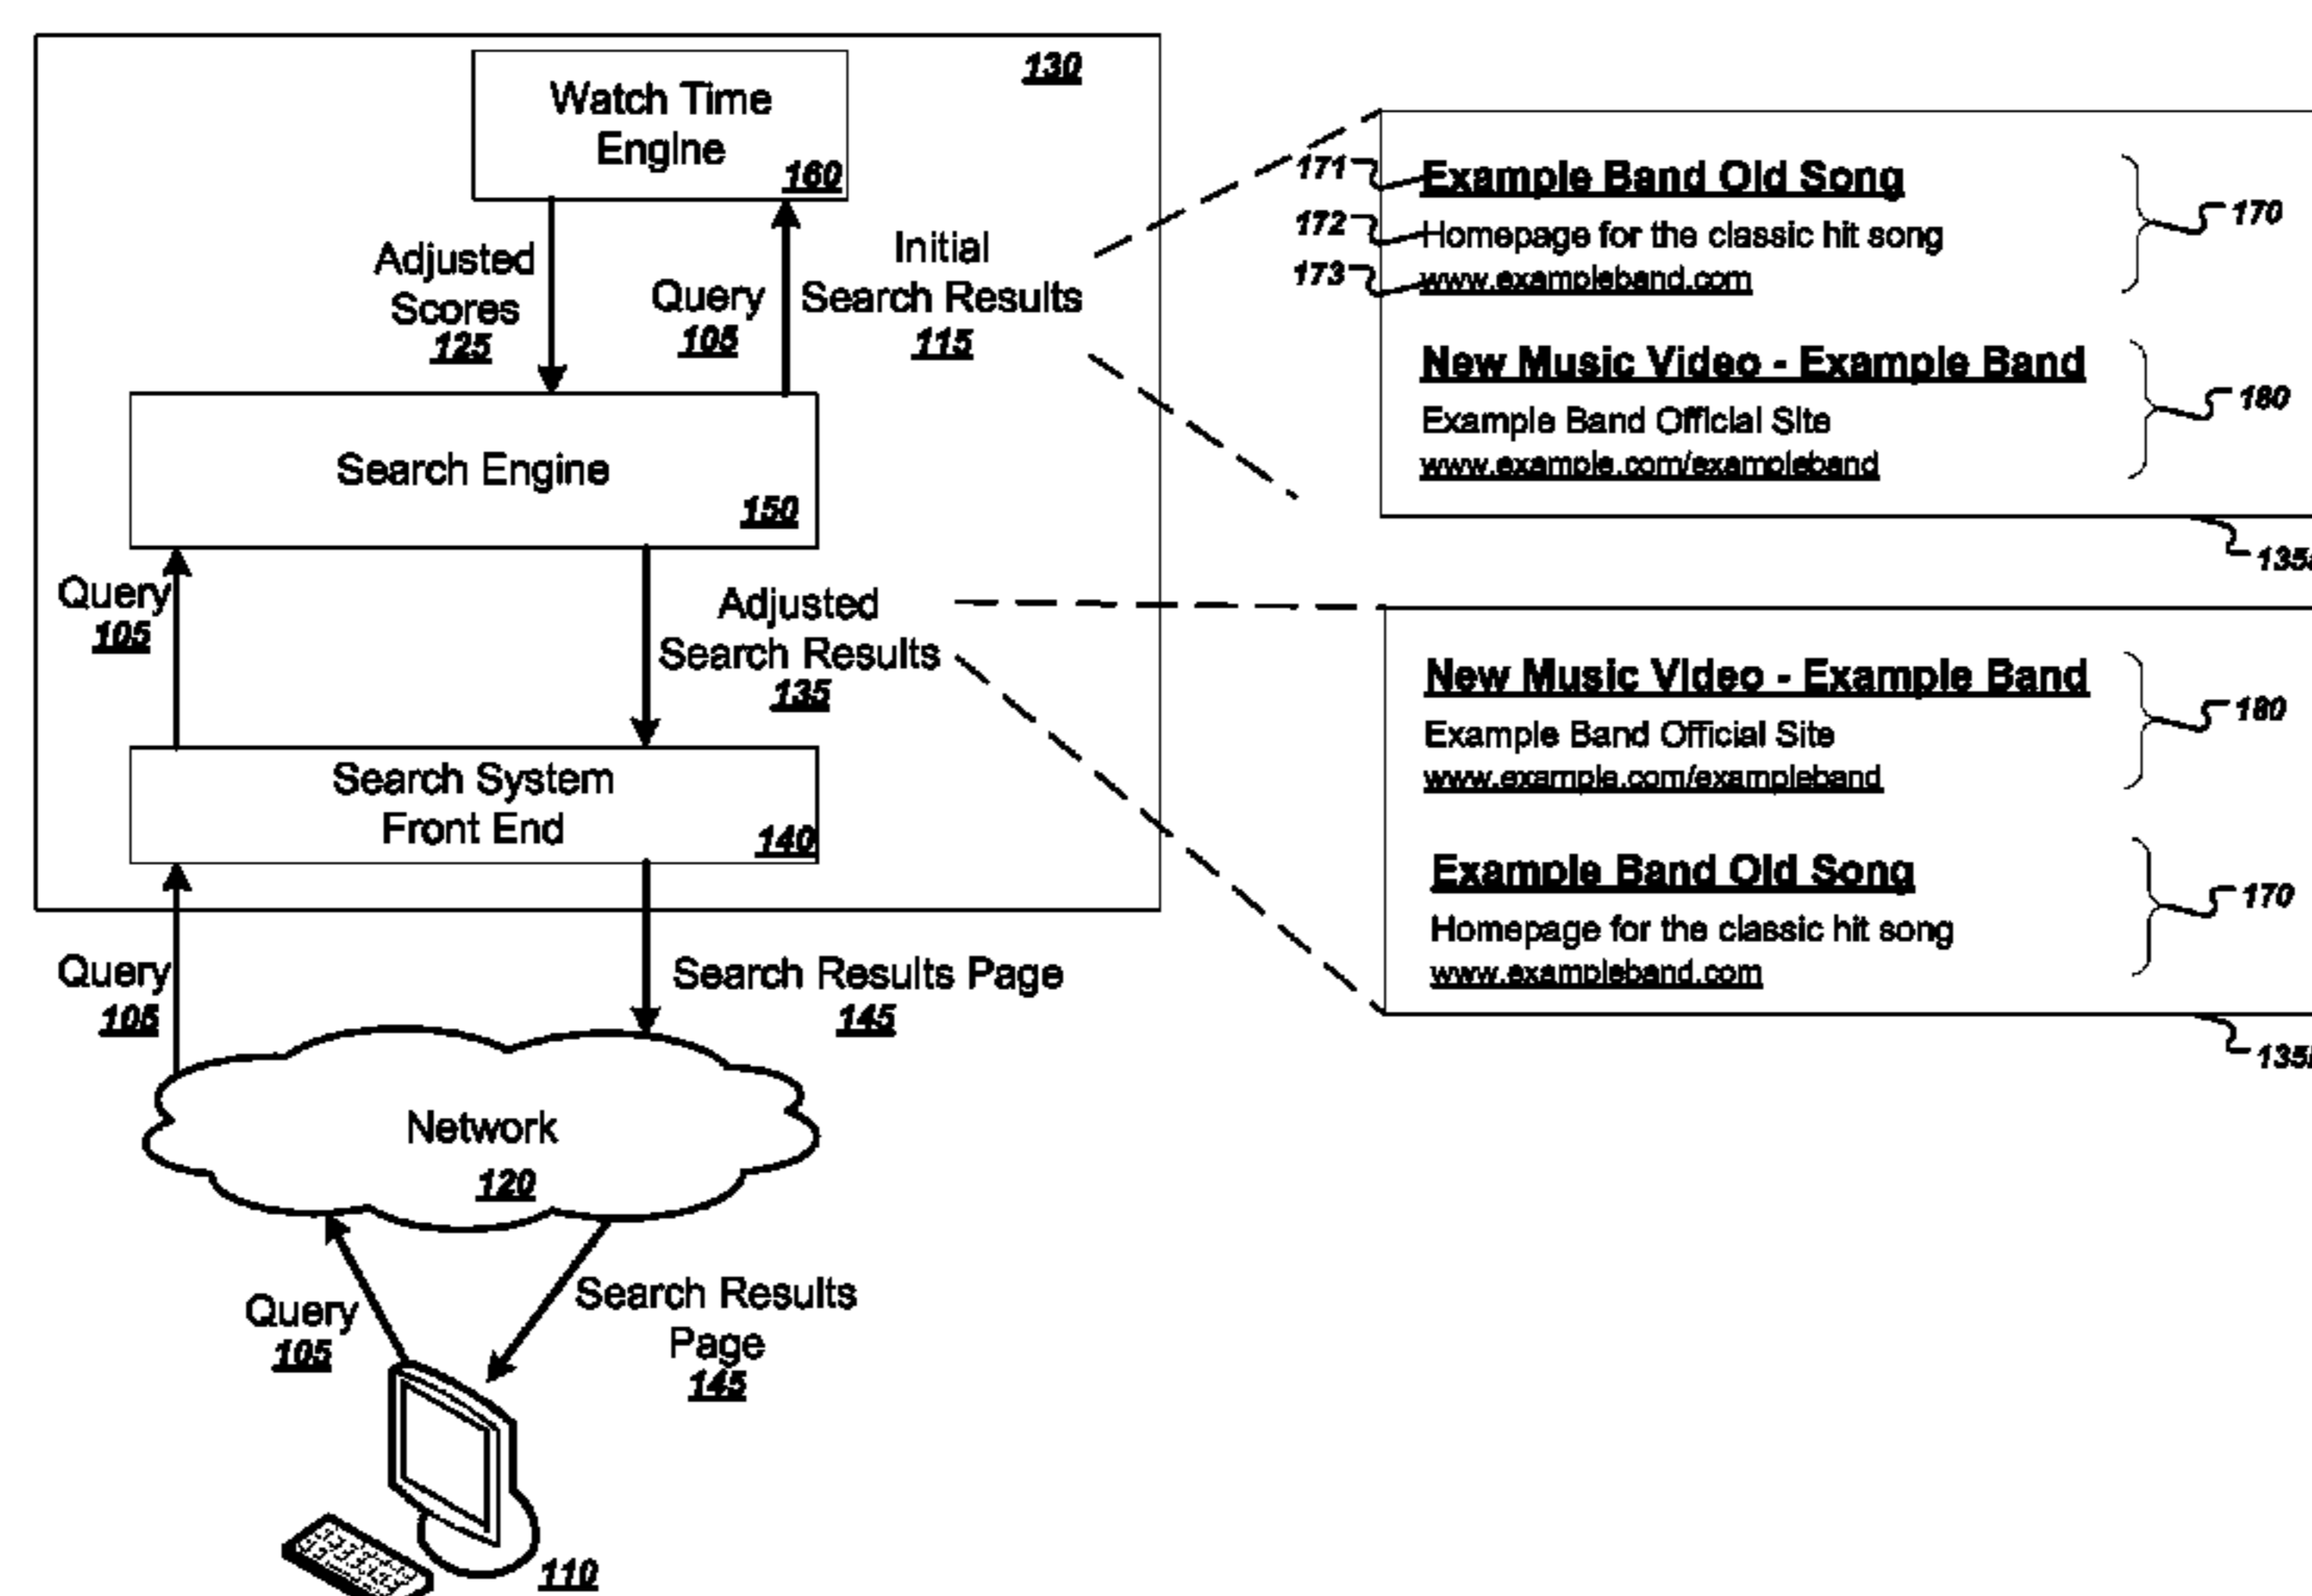 130
Watch Time
Engine
160
Adjusted
Scores
125
Query
105
Initial
Search Results
115
Search Engine
150
Query
105
Adjusted
Search Results
135
Search System
Front End
140
Query
105
Search Results Page
145
Network
120
Query
105
Search Results
Page
145
110
171
Example Band Old Song
170
172
Homepage for the classic hit song
173
www.exampleband.com
New Music Video - Example Band
180
Example Band Official Site
www.example.com/exampleband
New Music Video - Example Band
180
Example Band Official Site
www.example.com/exampleband
Example Band Old Song
170
Homepage for the classic hit song
www.exampleband.com